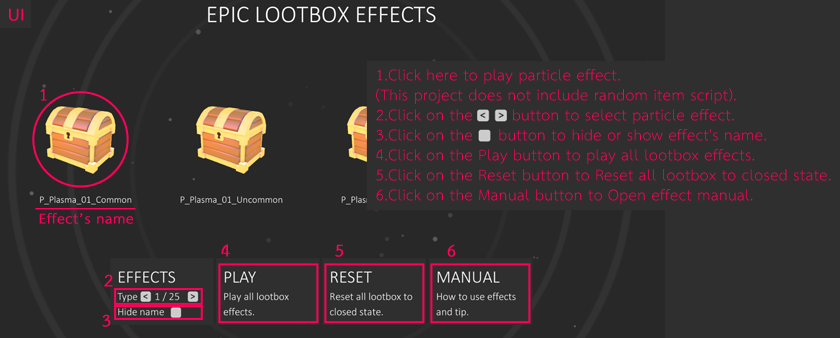 UI
EPIC LOOTBOX EFFECTS
1
1.Click here to play particle effect.
(This project does not include random item script).
2.Click on the < > button to select particle effect.
3.Click on the button to hide or show effect's name.
4.Click on the Play button to play all lootbox effects.
5.Click on the Reset button to Reset all lootbox to closed state.
6.Click on the Manual button to Open effect manual.
P_Plasma_01_Common
P_Plasma_01_Uncommon
P_Plas
Effect's name
2
EFFECTS
Type < 1 / 25 >
3
Hide name
4
PLAY
Play all lootbox
effects.
5
RESET
Reset all lootbox to
closed state.
6
MANUAL
How to use effects
and tip.